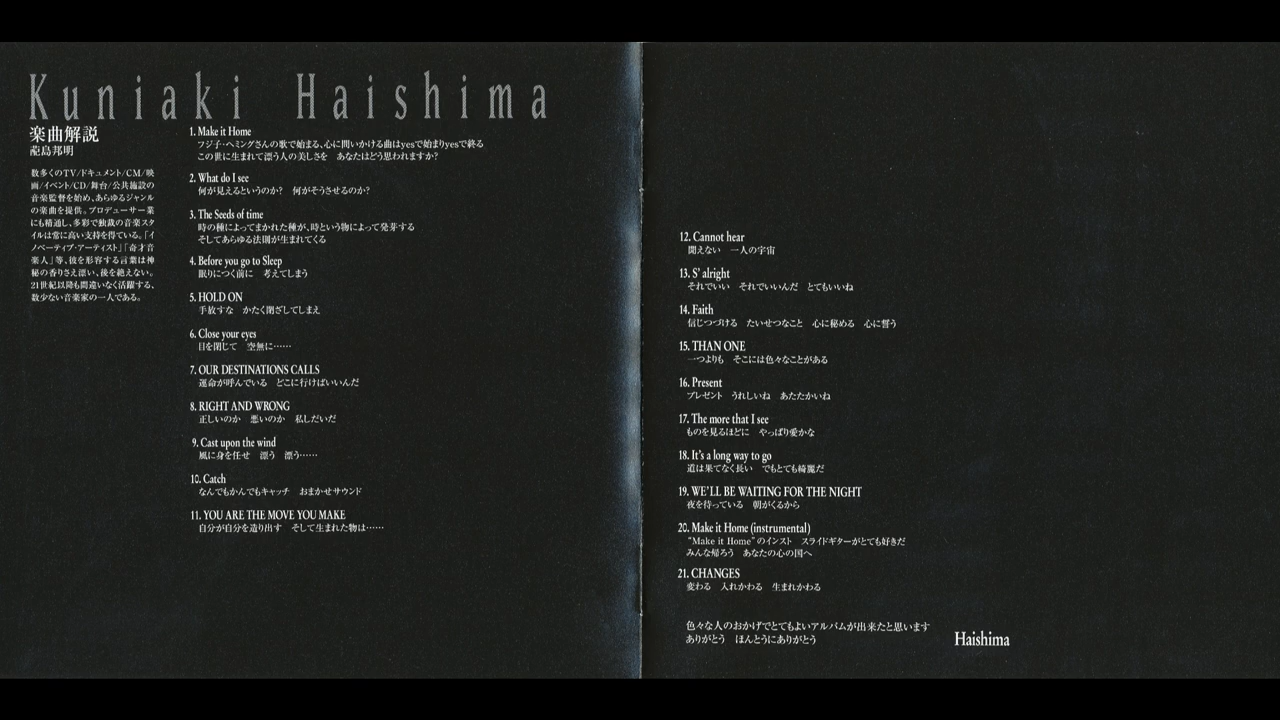 Kuniaki Haishima
楽曲解説
蓜島邦明
数多くのTV/ドキュメント/CM/映
画/イベント/CD/舞台/公共施設の
音楽監督を始め、あらゆるジャンル
の楽曲を提供。プロデューサー業
にも精通し、多彩で独裁の音楽スタ
イルは常に高い支持を得ている。「イ
ノベーティブ・アーティスト」「奇才音
楽人」等、彼を形容する言葉は神
秘の香りさえ漂い、後を絶えない。
21世紀以降も間違いなく活躍する、
数少ない音楽家の一人である。
1. Make it Home
フジ子・ヘミングさんの歌で始まる、心に問いかける曲はyesで始まりyesで終る
この世に生まれて漂う人の美しさを　あなたはどう思われますか?
2. What do I see
何が見えるというのか?　何がそうさせるのか?
3. The Seeds of time
時の種によってまかれた種が、時という物によって発芽する
そしてあらゆる法則が生まれてくる
4. Before you go to Sleep
眠りにつく前に　考えてしまう
5. HOLD ON
手放すな　かたく閉ざしてしまえ
6. Close your eyes
目を閉じて　空無に……
7. OUR DESTINATIONS CALLS
運命が呼んでいる　どこに行けばいいんだ
8. RIGHT AND WRONG
正しいのか　悪いのか　私しだいだ
9. Cast upon the wind
風に身を任せ　漂う　漂う……
10. Catch
なんでもかんでもキャッチ　おまかせサウンド
11. YOU ARE THE MOVE YOU MAKE
自分が自分を造り出す　そして生まれた物は……
12. Cannot hear
聞えない　一人の宇宙
13. S' alright
それでいい　それでいいんだ　とてもいいね
14. Faith
信じつづける　たいせつなこと　心に秘める　心に誓う
15. THAN ONE
一つよりも　そこには色々なことがある
16. Present
プレゼント　うれしいね　あたたかいね
17. The more that I see
ものを見るほどに　やっぱり愛かな
18. It's a long way to go
道は果てなく長い　でもとても綺麗だ
19. WE'LL BE WAITING FOR THE NIGHT
夜を待っている　朝がくるから
20. Make it Home (instrumental)
"Make it Home"のインスト　スライドギターがとても好きだ
みんな帰ろう　あなたの心の国へ
21. CHANGES
変わる　入れかわる　生まれかわる
色々な人のおかげでとてもよいアルバムが出来たと思います
ありがとう　ほんとうにありがとう
Haishima